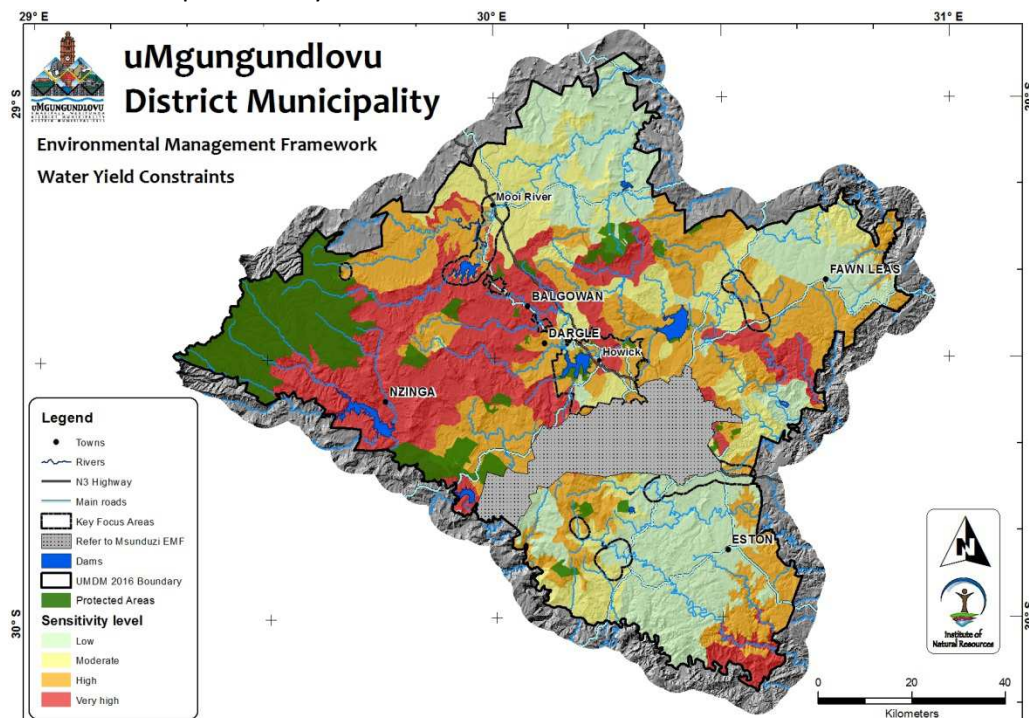 29° E
30° E
31° E
uMGUNGUNDLOVU
uMgungundlovu
District Municipality
Environmental Management Framework
Water Yield Constraints
29° S
29° S
Mooi River
FAWN LEAS
BALGOWAN
DARGLE
Howick
NZINGA
ESTON
Legend
Towns
Rivers
N3 Highway
Main roads
Key Focus Areas
Refer to Msunduzi EMF
Dams
UMDM 2016 Boundary
Protected Areas
Sensitivity level
Low
Moderate
High
Very high
30° S
30° S
N
Institute of
Natural Resources
0 20 40
Kilometers